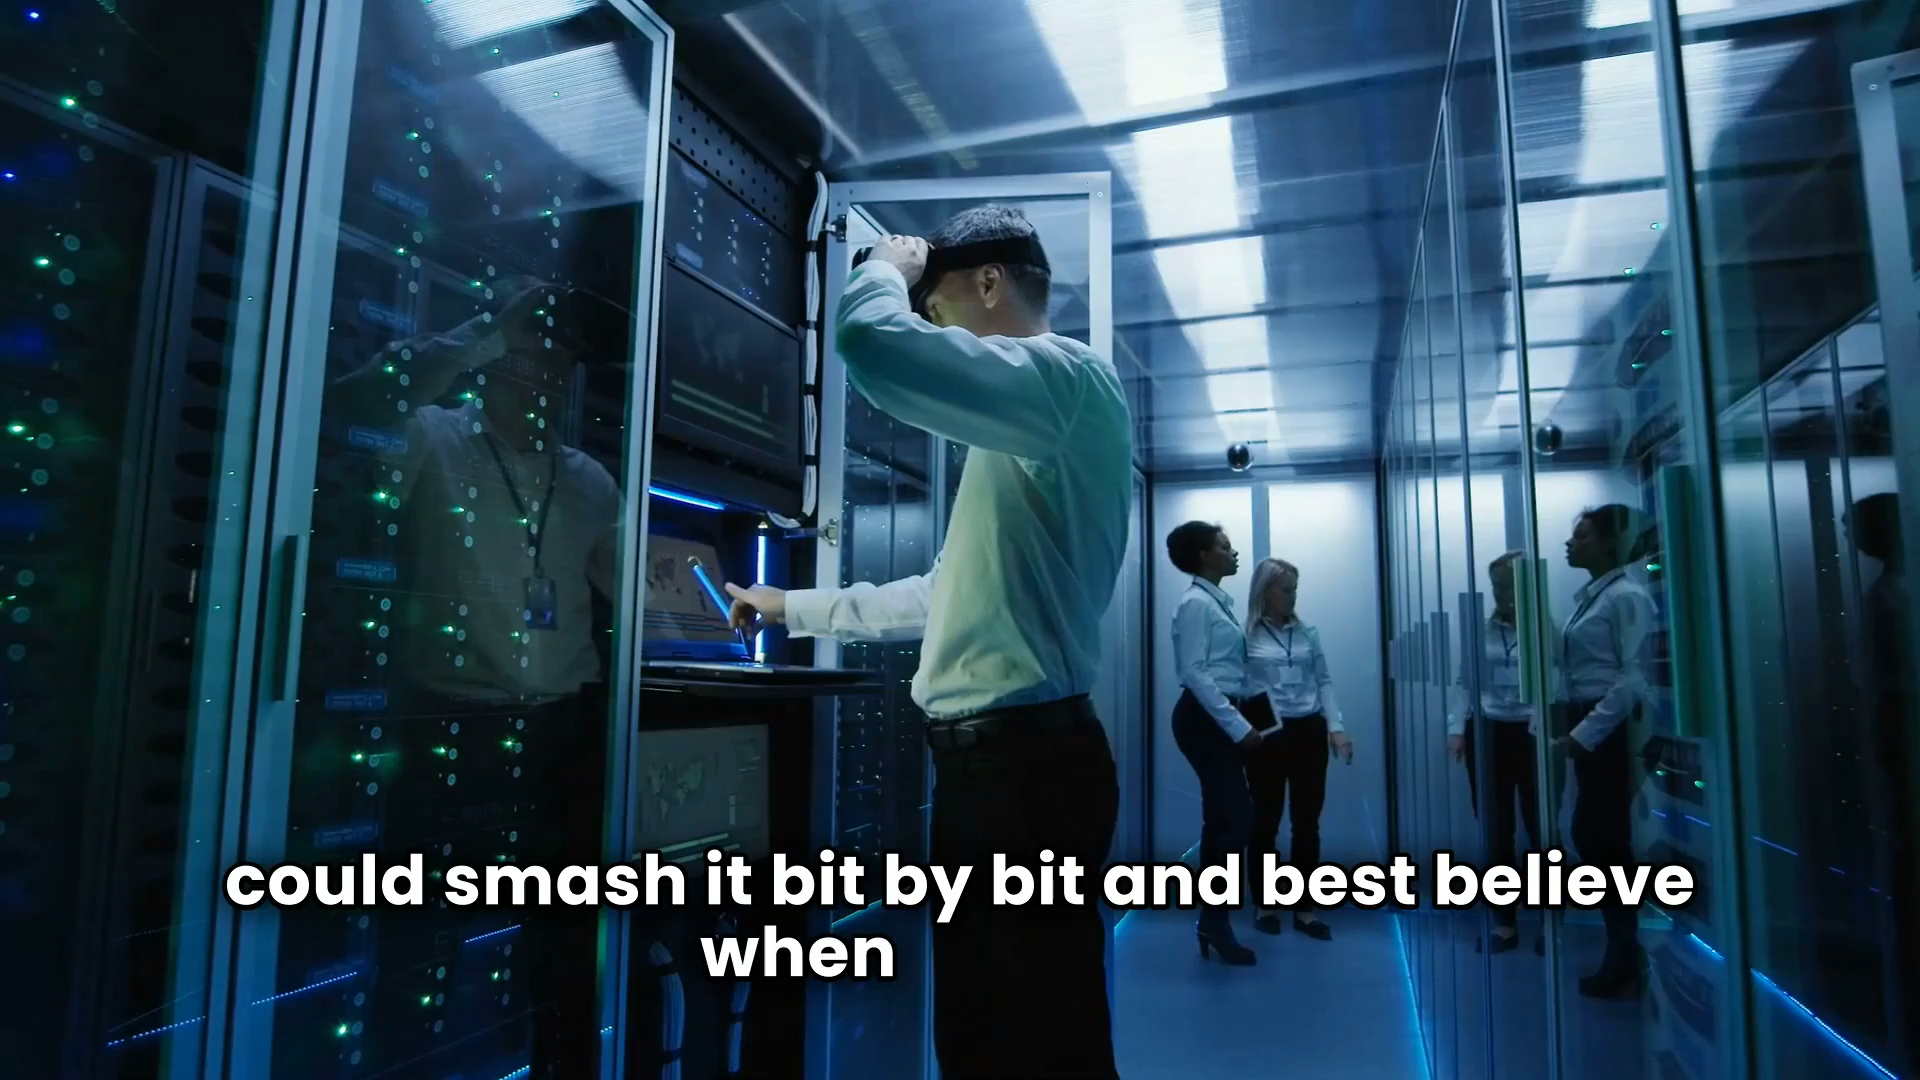 could smash it bit by bit and best believe
when